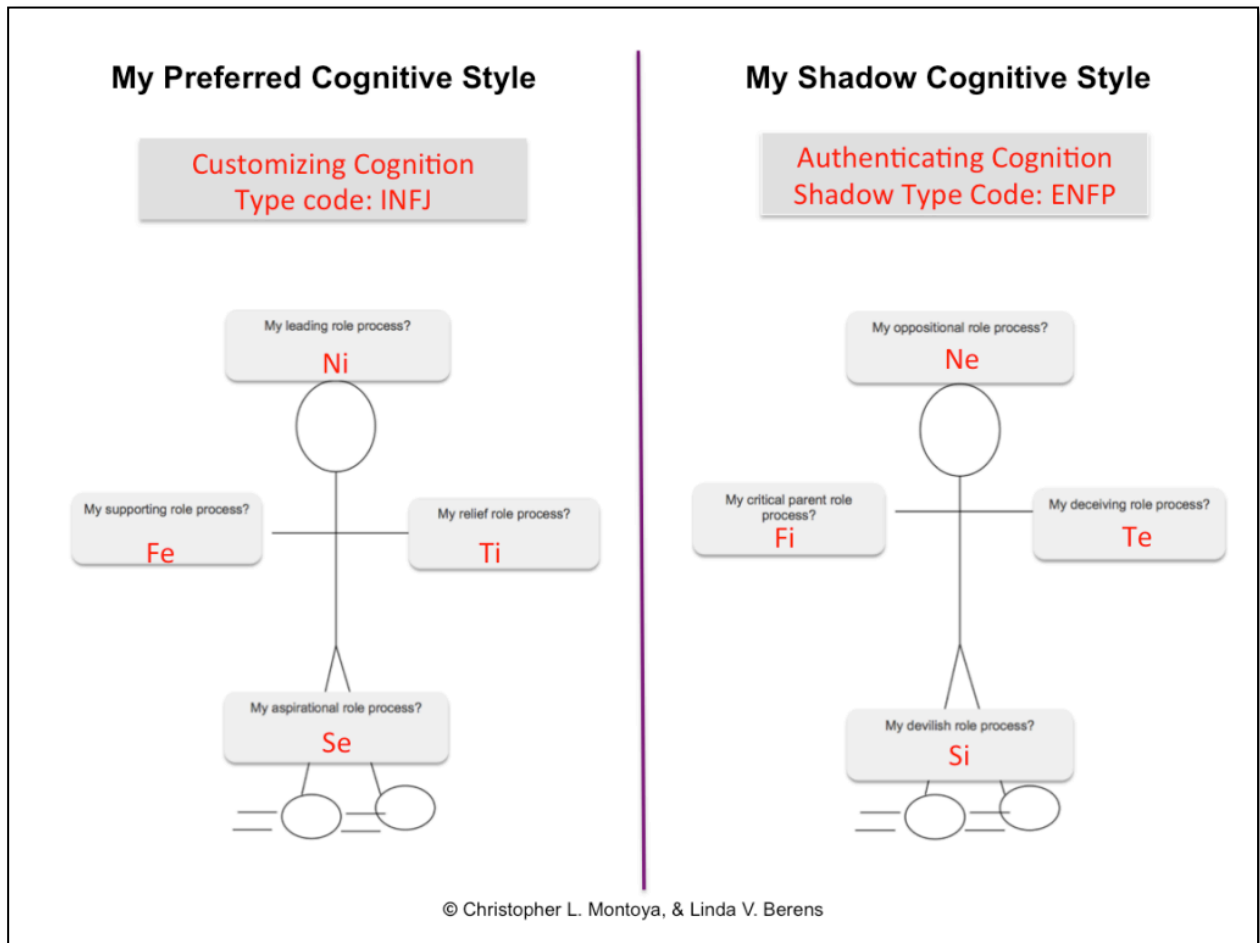 My Preferred Cognitive Style
Customizing Cognition
Type code: INFJ
My leading role process?
Ni
My supporting role process?
Fe
My relief role process?
Ti
My aspirational role process?
Se
My Shadow Cognitive Style
Authenticating Cognition
Shadow Type Code: ENFP
My oppositional role process?
Ne
My critical parent role
process?
Fi
My deceiving role process?
Te
My devilish role process?
Si
© Christopher L. Montoya, & Linda V. Berens